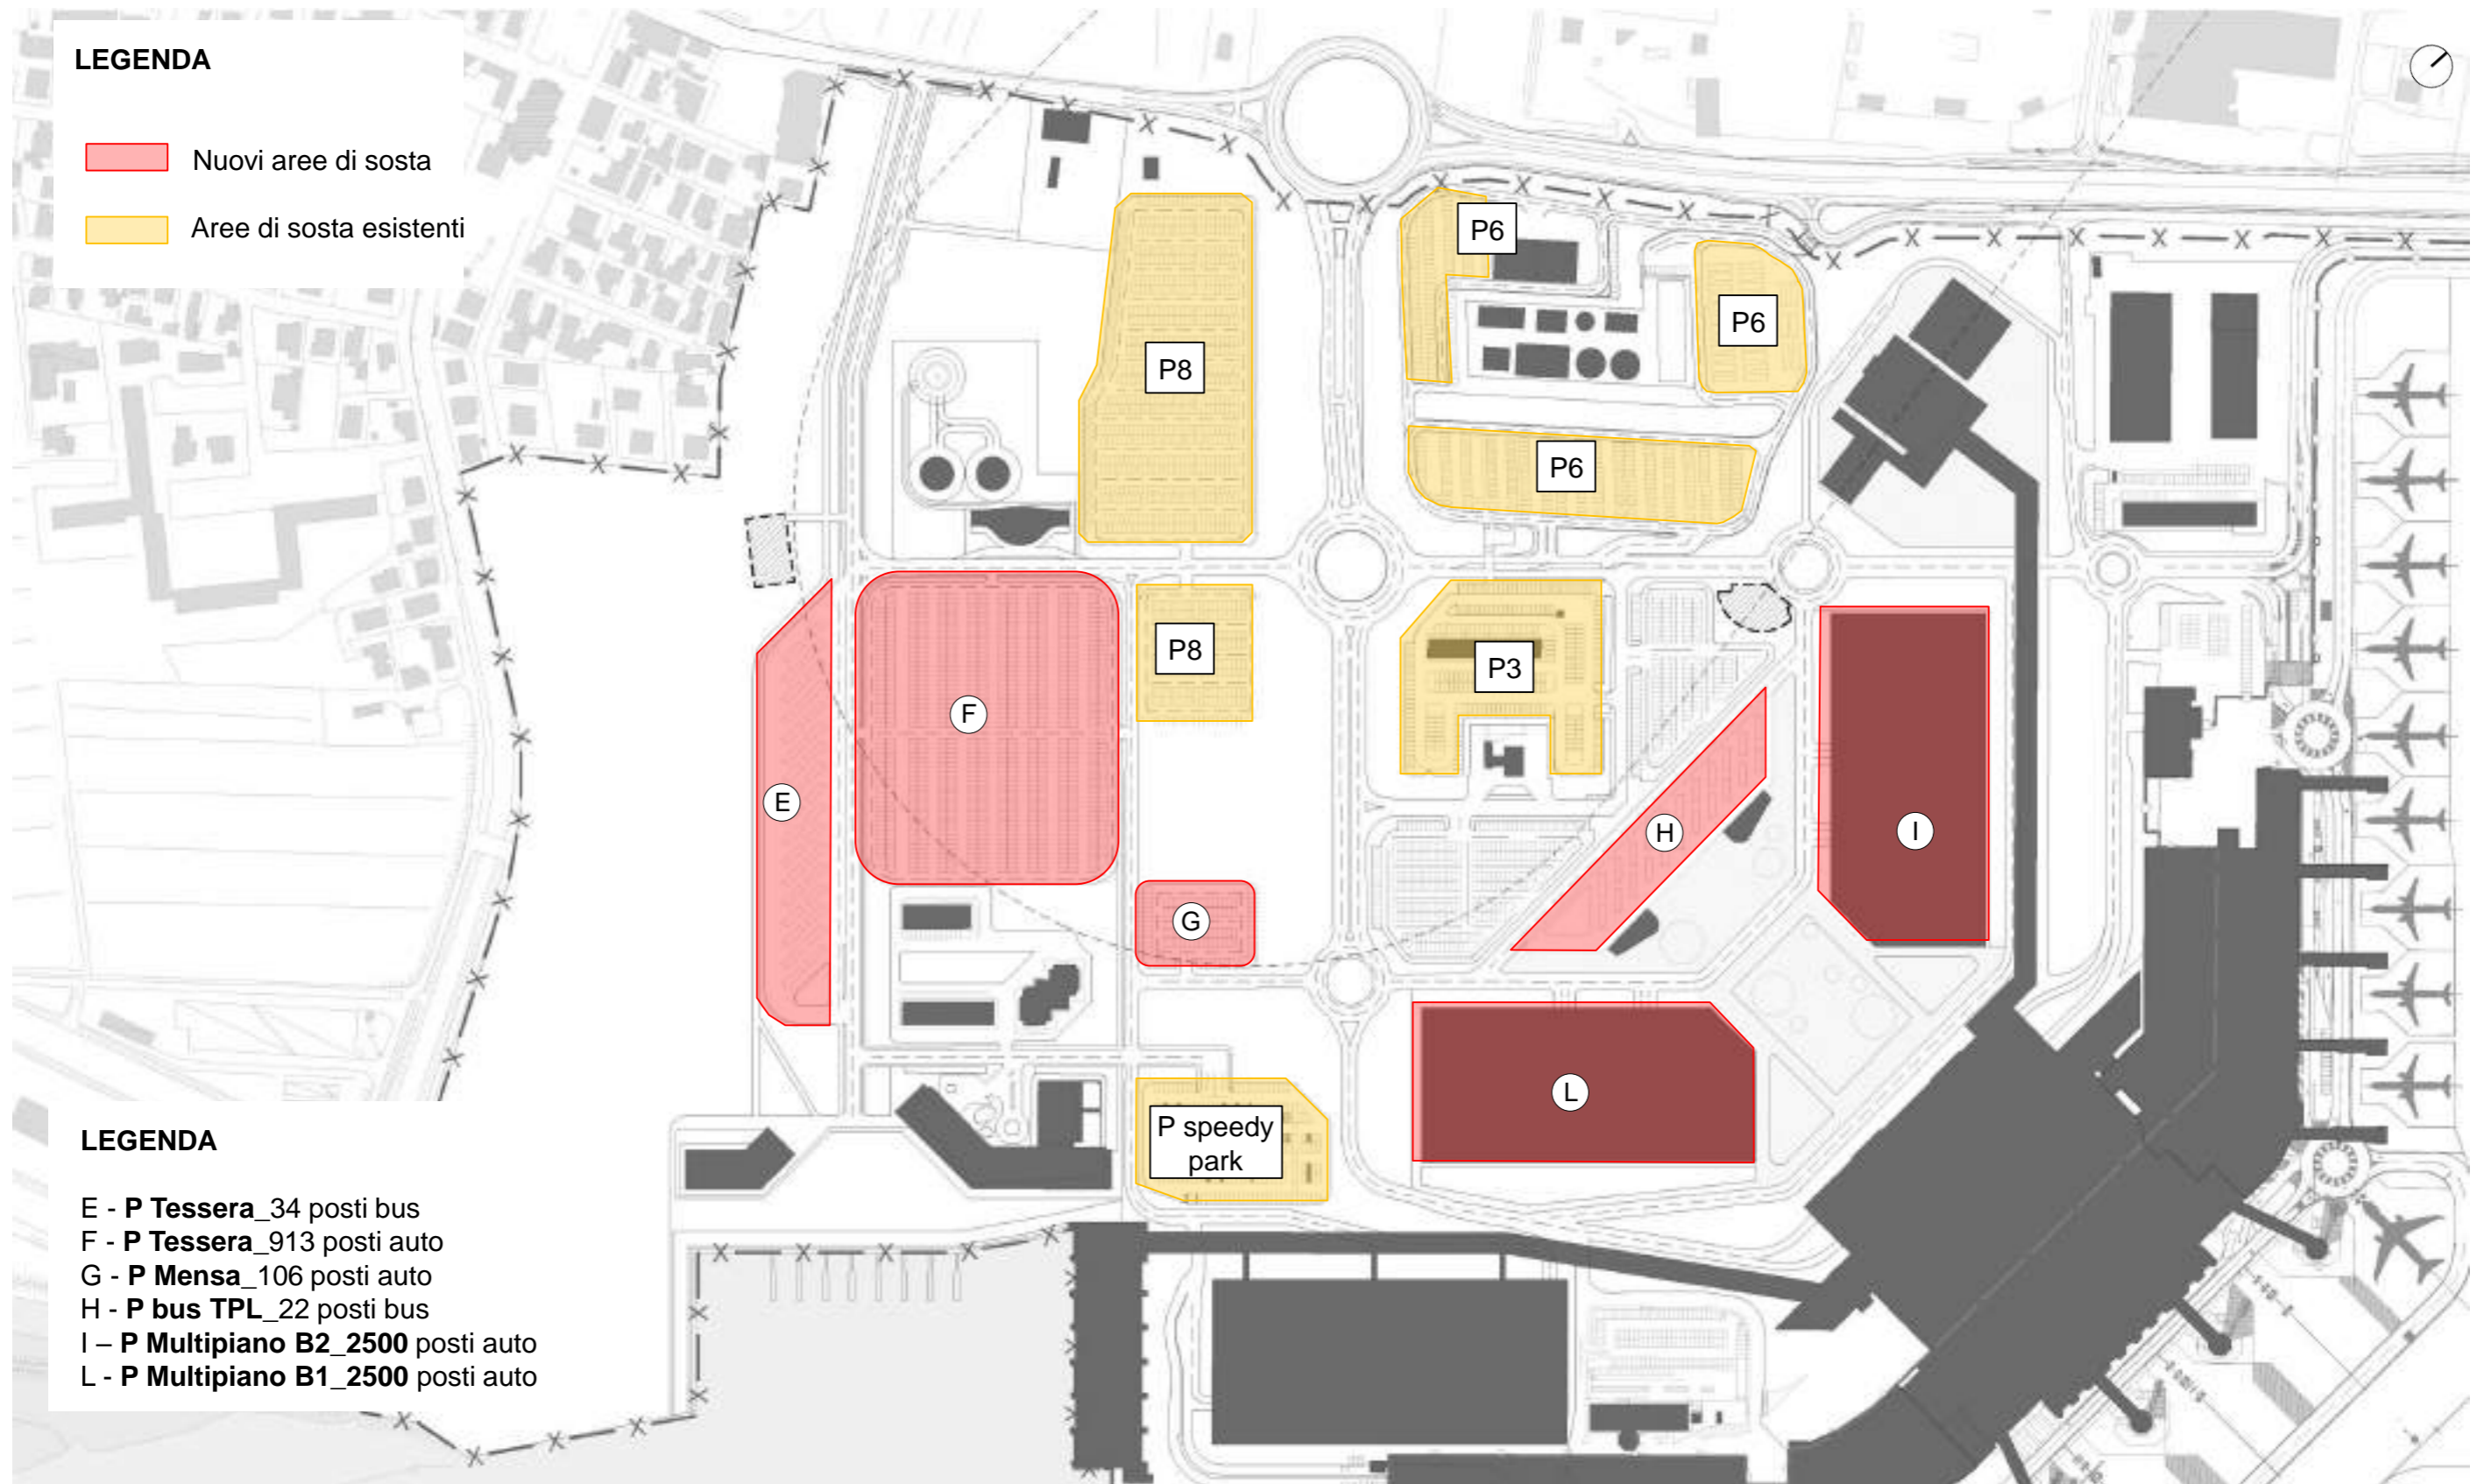 LEGENDA
Nuovi aree di sosta
Aree di sosta esistenti
P6
P6
P8
P6
P8
P3
F
E
H
I
G
L
P speedy
park
LEGENDA
E - P Tessera_34 posti bus
F - P Tessera_913 posti auto
G - P Mensa_106 posti auto
H - P bus TPL_22 posti bus
I – P Multipiano B2_2500 posti auto
L - P Multipiano B1_2500 posti auto